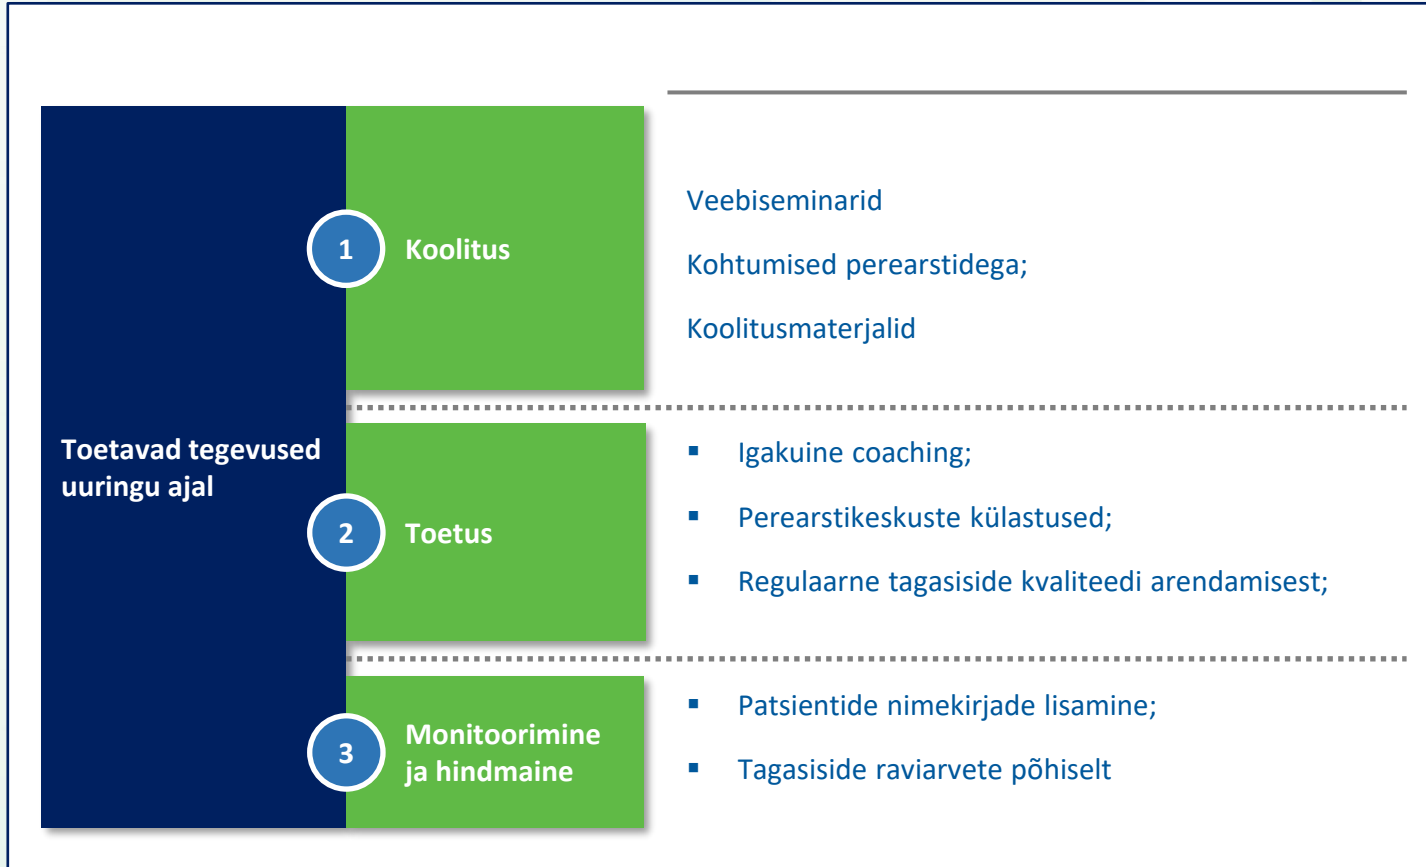 Toetavad tegevused
uuringu ajal
1
Koolitus
Veebiseminarid
Kohtumised perearstidega;
Koolitusmaterjalid
2
Toetus
▪ Igakuine coaching;
▪ Perearstikeskuste külastused;
▪ Regulaarne tagasiside kvaliteedi arendamisest;
3
Monitoorimine
ja hindmaine
▪ Patsientide nimekirjade lisamine;
▪ Tagasiside raviarvete põhiselt